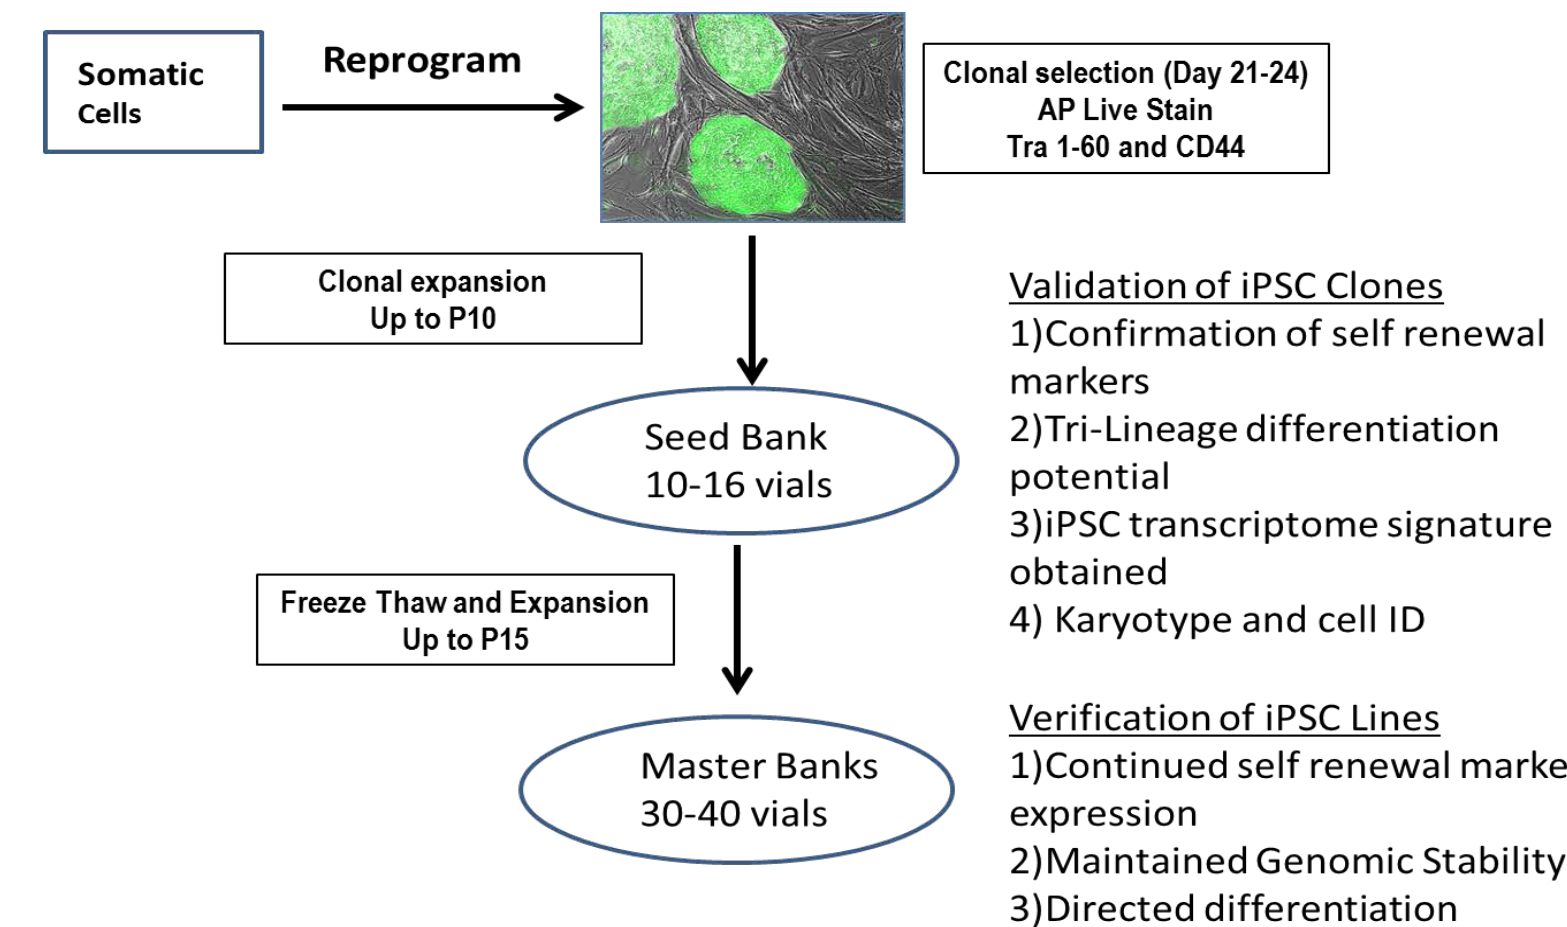 Somatic
Cells
Reprogram
Clonal selection (Day 21-24)
AP Live Stain
Tra 1-60 and CD44
Clonal expansion
Up to P10
Seed Bank
10-16 vials
Freeze Thaw and Expansion
Up to P15
Master Banks
30-40 vials
Validation of iPSC Clones
1)Confirmation of self renewal
markers
2)Tri-Lineage differentiation
potential
3)iPSC transcriptome signature
obtained
4) Karyotype and cell ID
Verification of iPSC Lines
1)Continued self renewal marke
expression
2)Maintained Genomic Stability
3)Directed differentiation